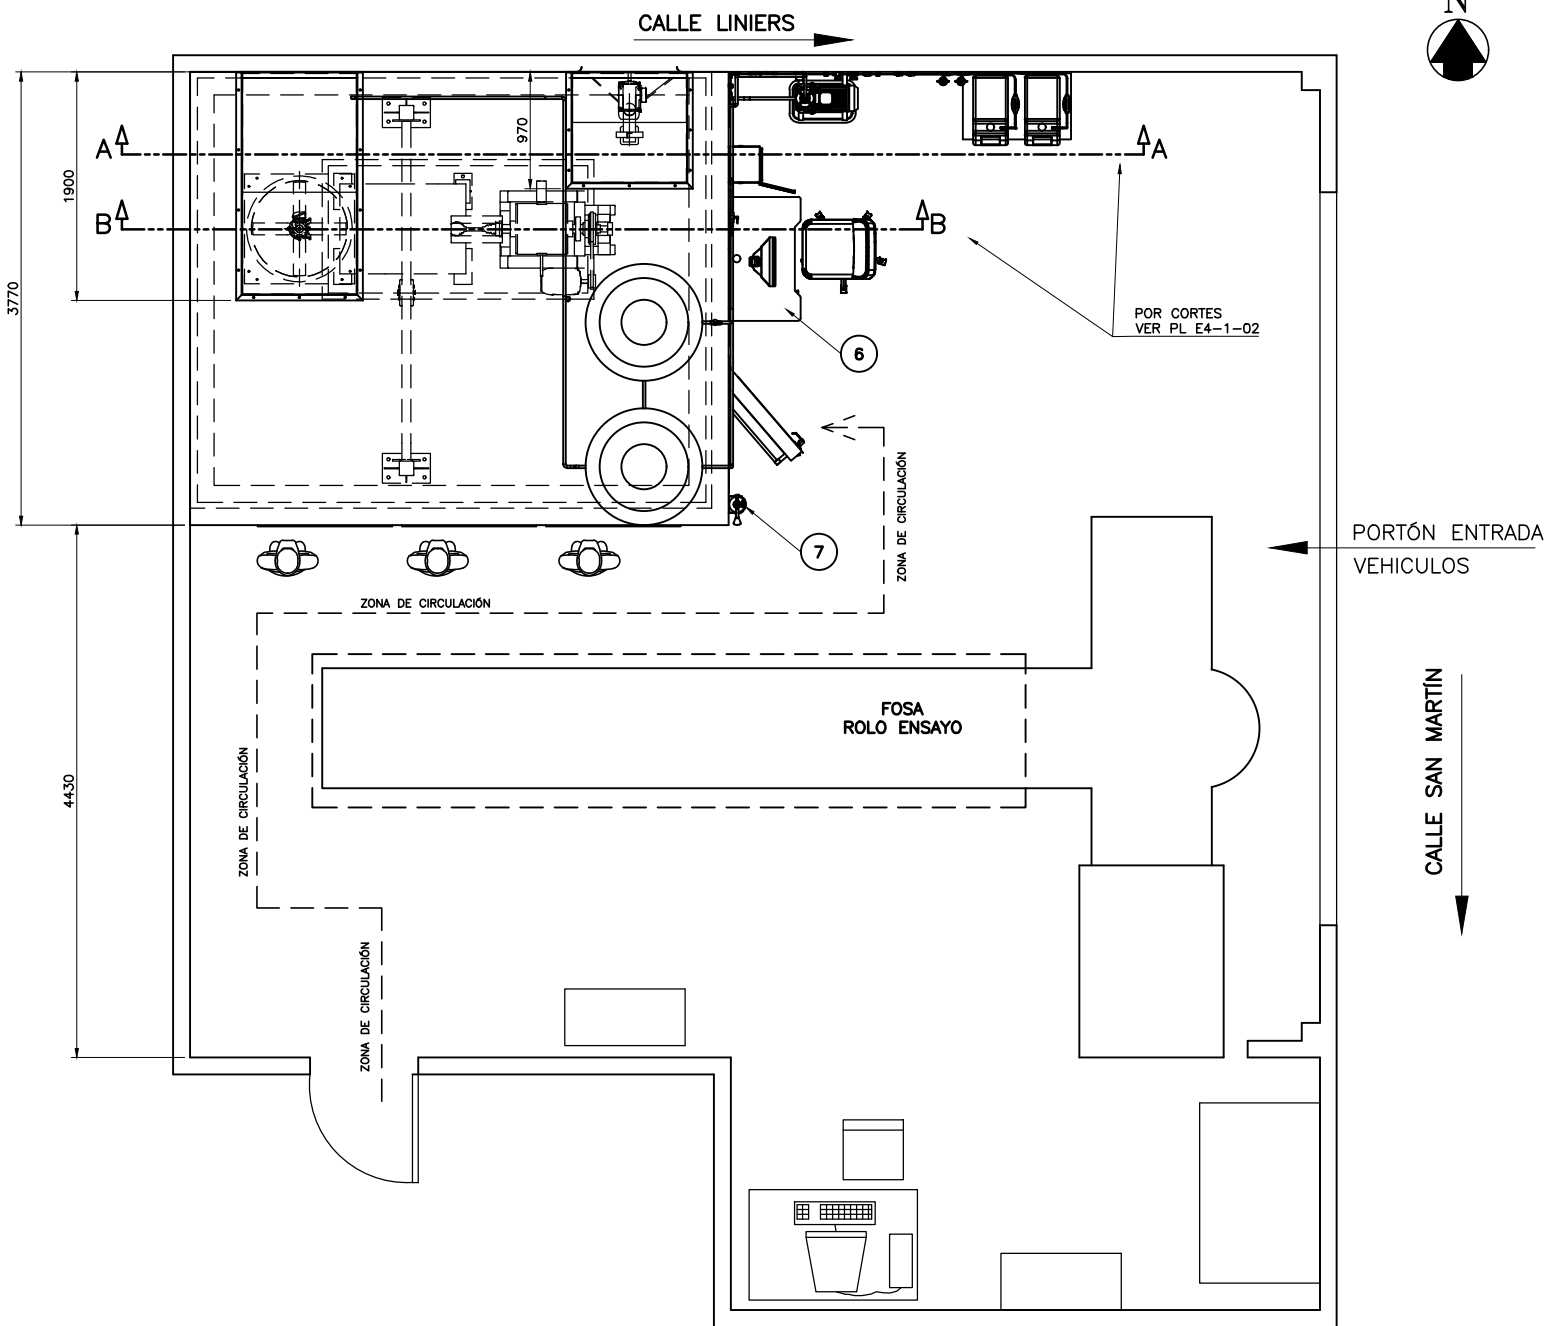 CALLE LINIERS
N
A
A
970
1900
B
B
3770
POR CORTES
VER PL E4-1-02
6
ZONA DE CIRCULACIÓN
7
PORTÓN ENTRADA
VEHICULOS
ZONA DE CIRCULACIÓN
FOSA
ROLO ENSAYO
CALLE SAN MARTÍN
4430
ZONA DE CIRCULACIÓN
ZONA DE CIRCULACIÓN